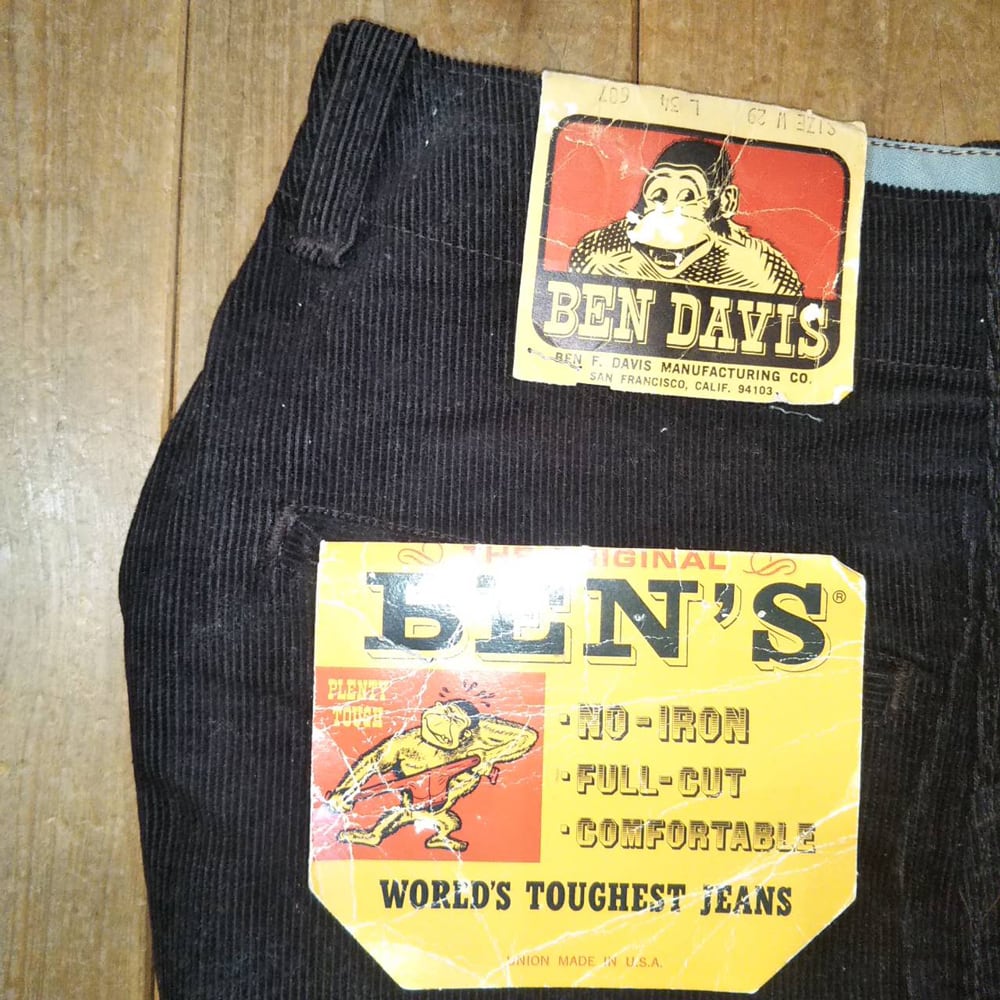 SIZE W 29 L 34 607
BEN DAVIS
BEN F. DAVIS MANUFACTURING CO.
SAN FRANCISCO, CALIF. 94103
THE ORIGINAL
BEN'S®
PLENTY
TOUGH
·NO-IRON
·FULL-CUT
·COMFORTABLE
WORLD'S TOUGHEST JEANS
UNION MADE IN U.S.A.